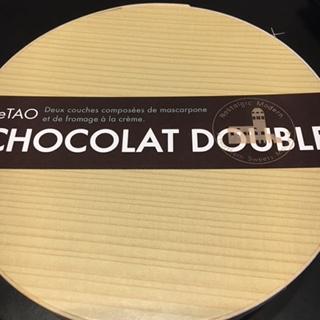 eTAO
Deux couches composées de mascarpone
et de fromage à la crème.
CHOCOLAT DOUBLE
Nostalgic Modern
Sweets